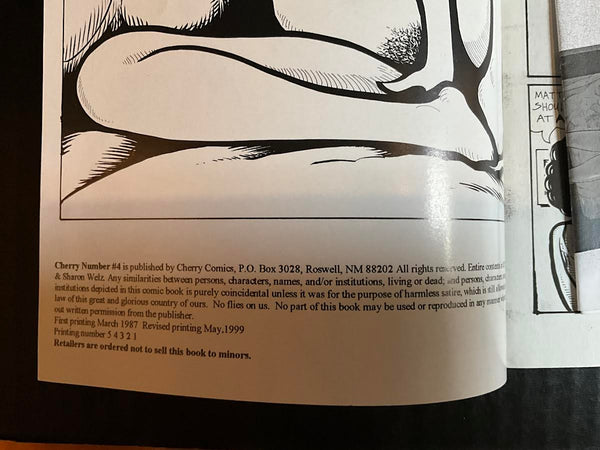 Cherry Number #4 is published by Cherry Comics, P.O. Box 3028, Roswell, NM 88202 All rights reserved. Entire contents
& Sharon Welz. Any similarities between persons, characters, names, and/or institutions, living or dead; and persons, characters,
institutions depicted in this comic book is purely coincidental unless it was for the purpose of harmless satire, which is still allowed
law of this great and glorious country of ours. No flies on us. No part of this book may be used or reproduced in any manner
out written permission from the publisher.
First printing March 1987 Revised printing May,1999
Printing number 5 4 3 2 1
Retailers are ordered not to sell this book to minors.
MAT
SHOU
AT A